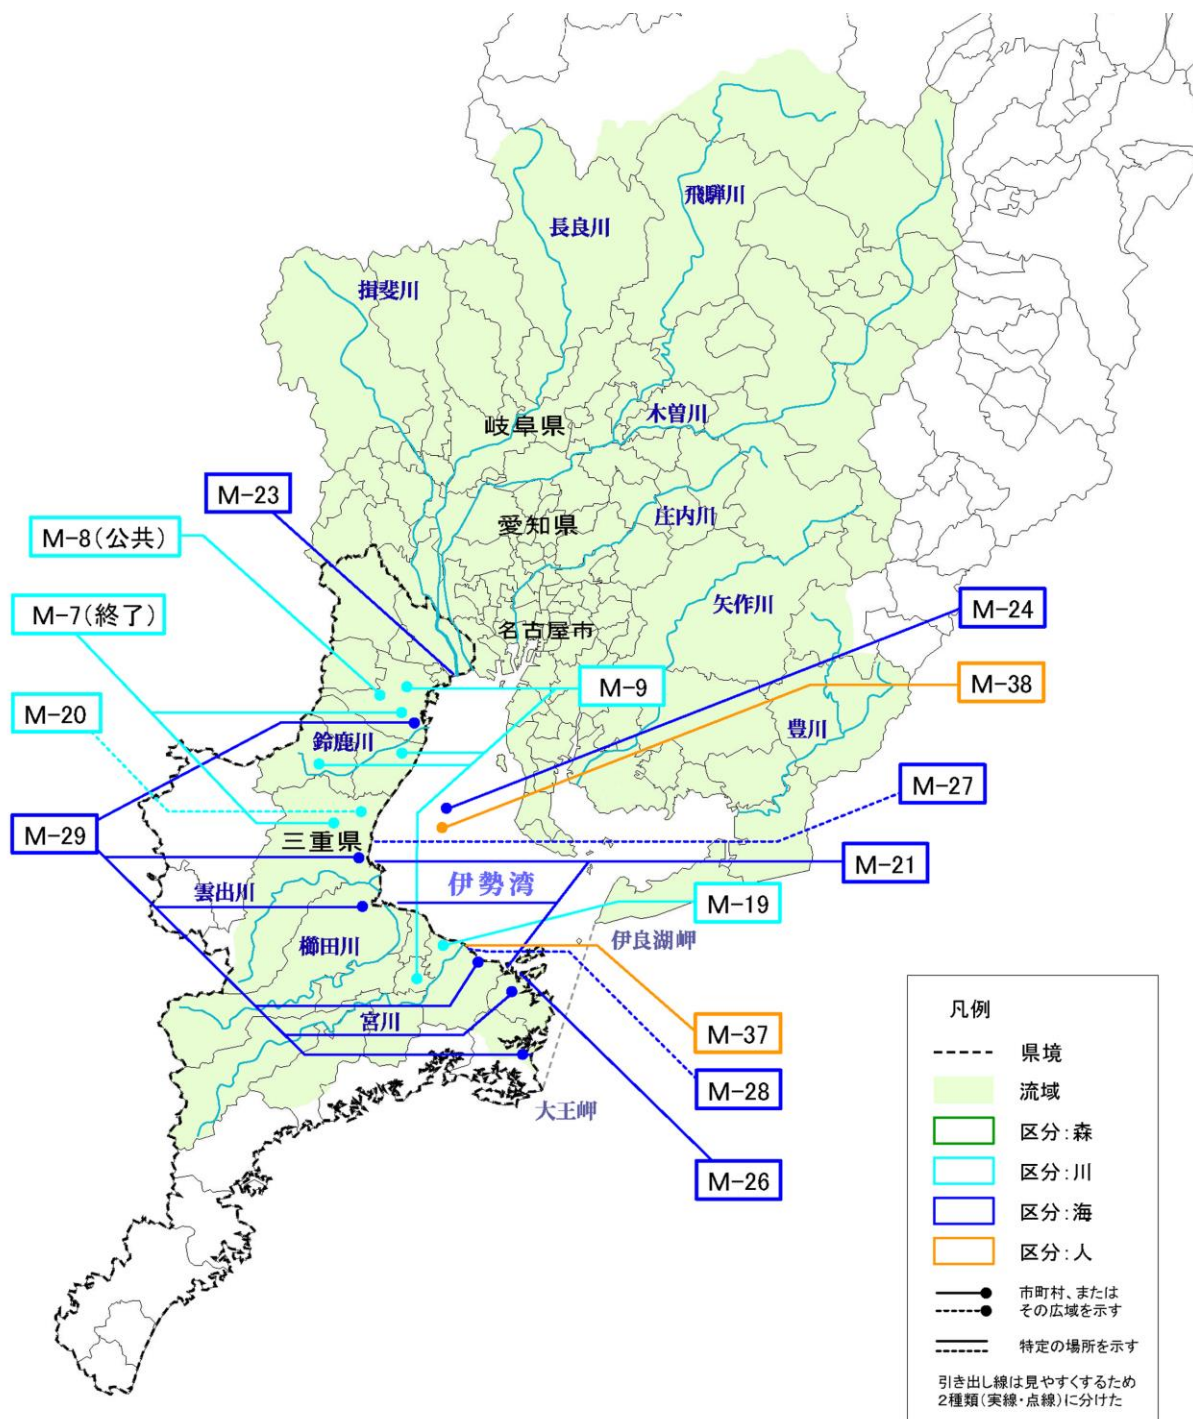 飛騨川
長良川
揖斐川
木曽川
岐阜県
M-23
愛知県
庄内川
M-8(公共)
矢作川
M-24
M-7(終了)
名古屋市
M-9
M-38
M-20
鈴鹿川
豊川
M-27
M-29
三重県
M-21
伊勢湾
雲出川
M-19
櫛田川
伊良湖岬
宮川
M-37
M-28
大王岬
M-26
凡例
県境
流域
区分:森
区分:川
区分:海
区分:人
市町村、または
その広域を示す
特定の場所を示す
引き出し線は見やすくするため
2種類(実線・点線)に分けた